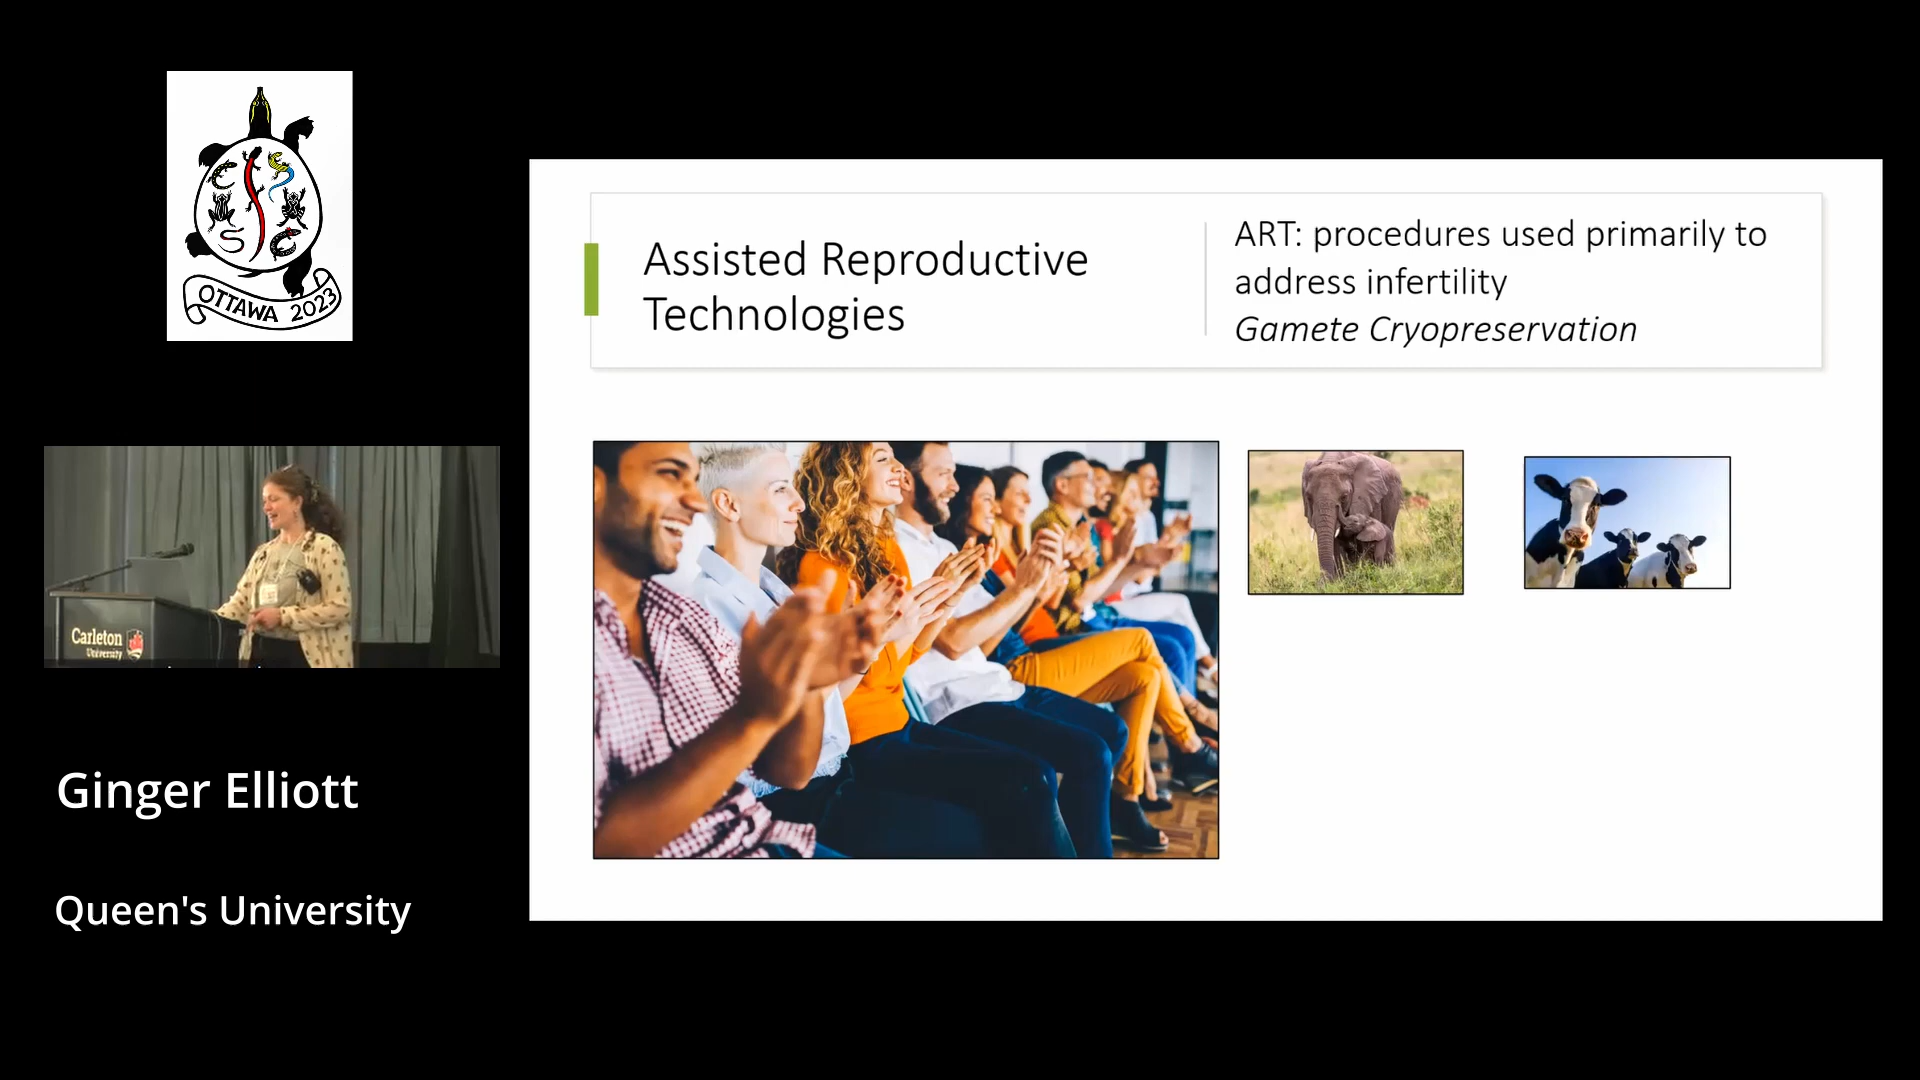 OTTAWA 2023
Assisted Reproductive
Technologies
ART: procedures used primarily to
address infertility
Gamete Cryopreservation
Carleton
University
Ginger Elliott
Queen's University